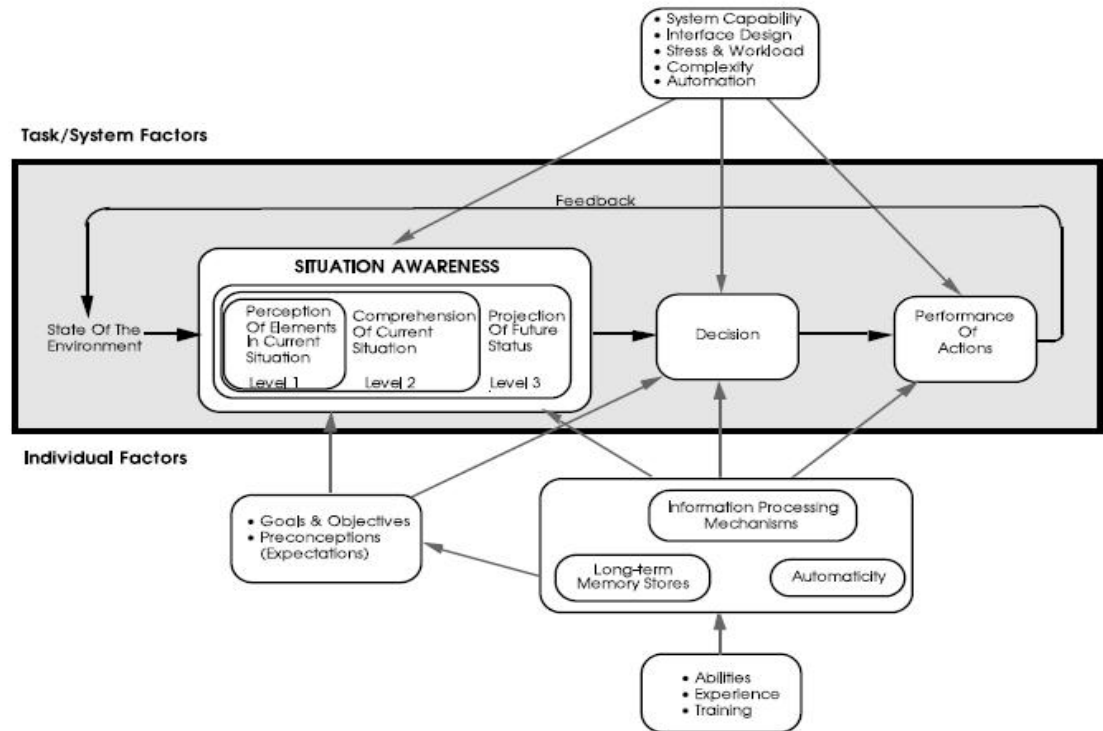 • System Capability
• Interface Design
• Stress & Workload
• Complexity
• Automation
Task/System Factors
Feedback
SITUATION AWARENESS
State Of The
Environment
Perception
Of Elements
In Current
Situation
Level 1
Comprehension
Of Current
Situation
Level 2
Projection
Of Future
Status
Level 3
Decision
Performance
Of
Actions
Individual Factors
• Goals & Objectives
• Preconceptions
(Expectations)
Information Processing
Mechanisms
Long-term
Memory Stores
Automaticity
• Abilities
• Experience
• Training